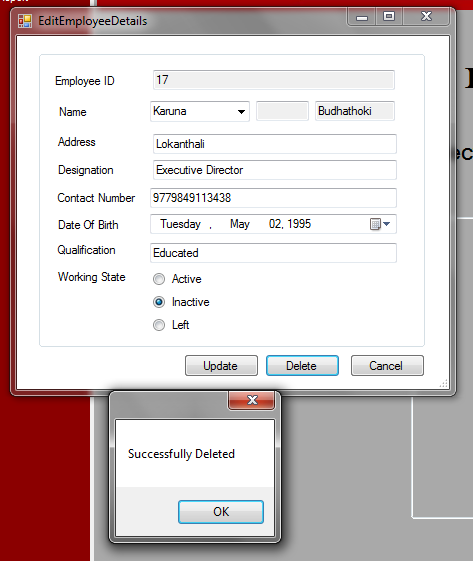 EditEmployeeDetails
Employee ID 17
Name Karuna Budhathoki
Address Lokanthali
Designation Executive Director
Contact Number 9779849113438
Date Of Birth Tuesday , May 02, 1995
Qualification Educated
Working State Active
Inactive
Left
Update Delete Cancel
Successfully Deleted
OK